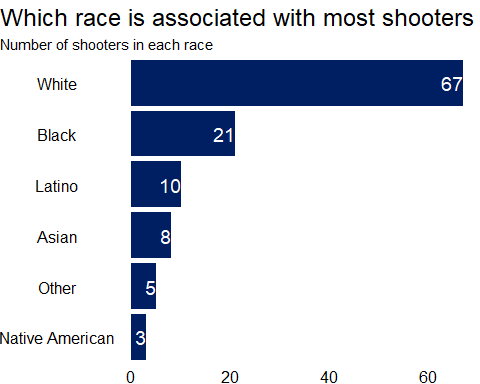 Which race is associated with most shooters
Number of shooters in each race
White 67
Black 21
Latino 10
Asian 8
Other 5
Native American 3
0 20 40 60